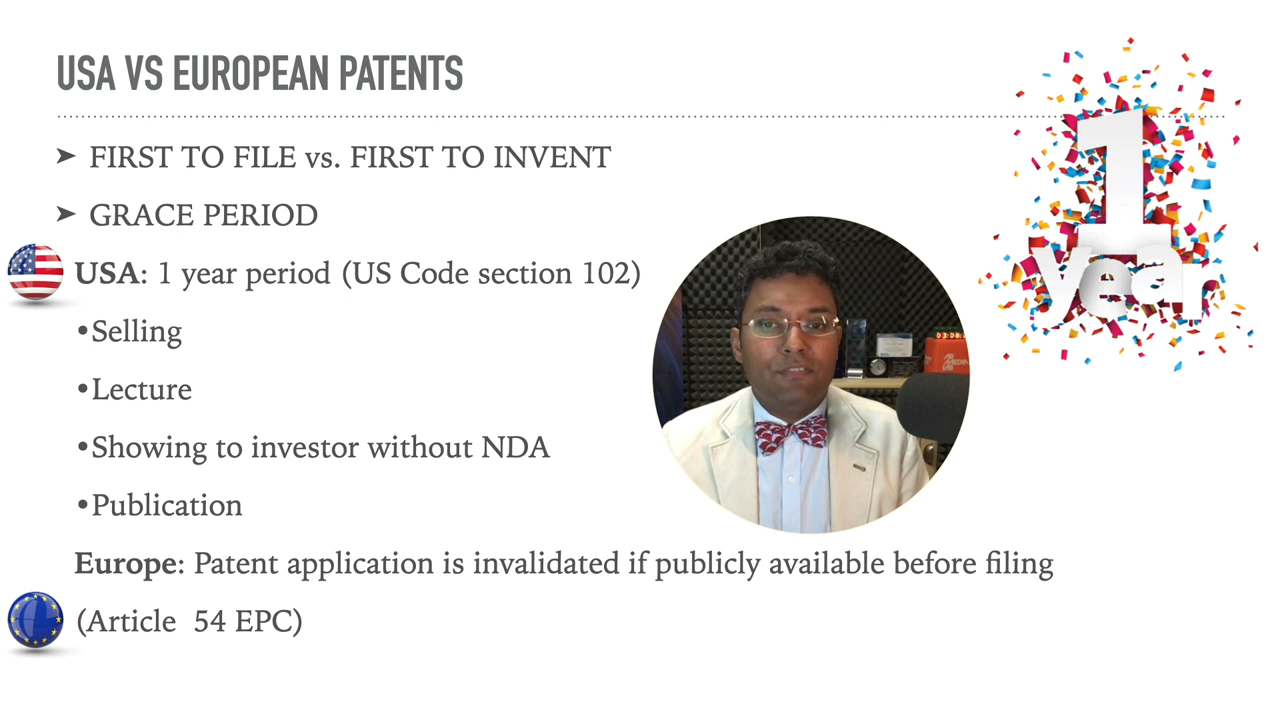 USA VS EUROPEAN PATENTS
➤ FIRST TO FILE vs. FIRST TO INVENT
➤ GRACE PERIOD
USA: 1 year period (US Code section 102)
•Selling
•Lecture
•Showing to investor without NDA
•Publication
Europe: Patent application is invalidated if publicly available before filing
(Article 54 EPC)
1
year